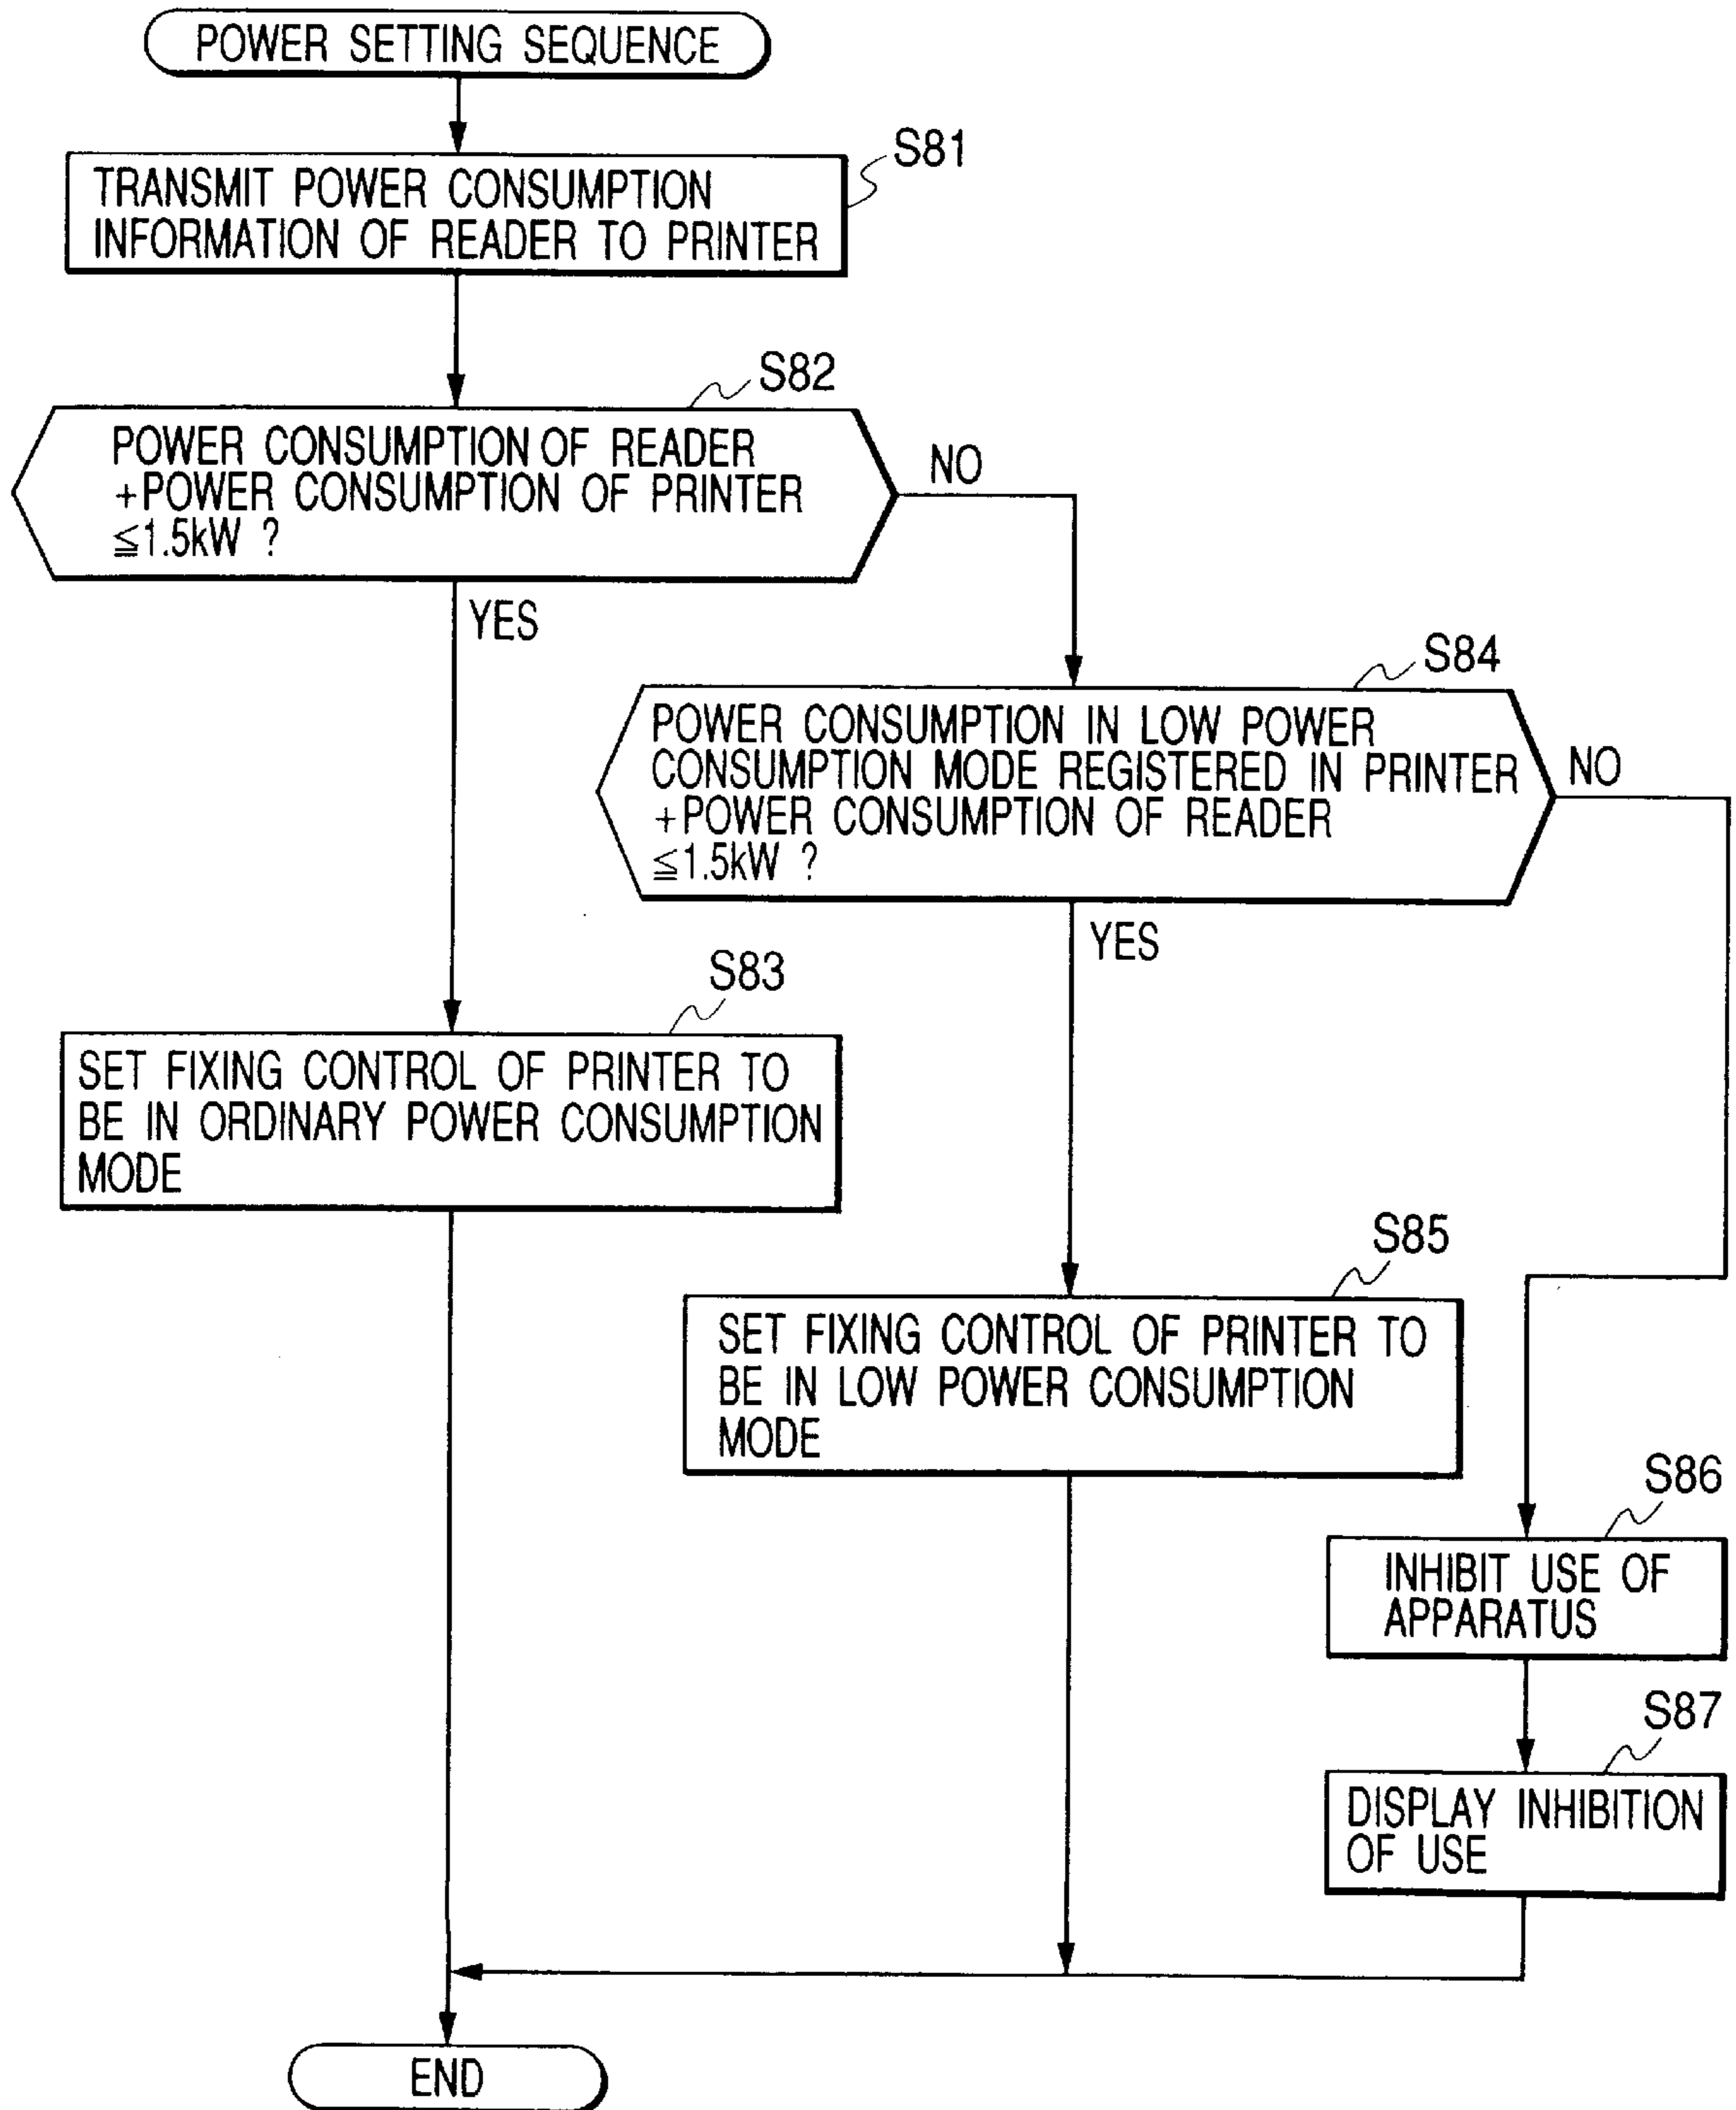 POWER SETTING SEQUENCE
S81
TRANSMIT POWER CONSUMPTION
INFORMATION OF READER TO PRINTER
S82
POWER CONSUMPTION OF READER
+POWER CONSUMPTION OF PRINTER
≦1.5kW ?
NO
YES
S84
POWER CONSUMPTION IN LOW POWER
CONSUMPTION MODE REGISTERED IN PRINTER
+POWER CONSUMPTION OF READER
≦1.5kW ?
NO
YES
S83
SET FIXING CONTROL OF PRINTER TO
BE IN ORDINARY POWER CONSUMPTION
MODE
S85
SET FIXING CONTROL OF PRINTER TO
BE IN LOW POWER CONSUMPTION
MODE
S86
INHIBIT USE OF
APPARATUS
S87
DISPLAY INHIBITION
OF USE
END